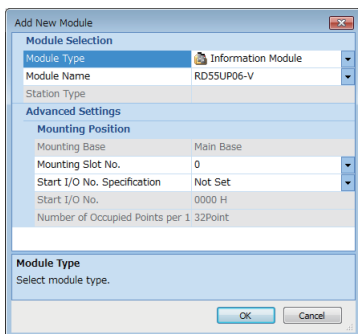 Add New Module
Module Selection
Module Type Information Module
Module Name RD55UP06-V
Station Type
Advanced Settings
Mounting Position
Mounting Base Main Base
Mounting Slot No. 0
Start I/O No. Specification Not Set
Start I/O No. 0000 H
Number of Occupied Points per 1 32Point
Module Type
Select module type.
OK Cancel